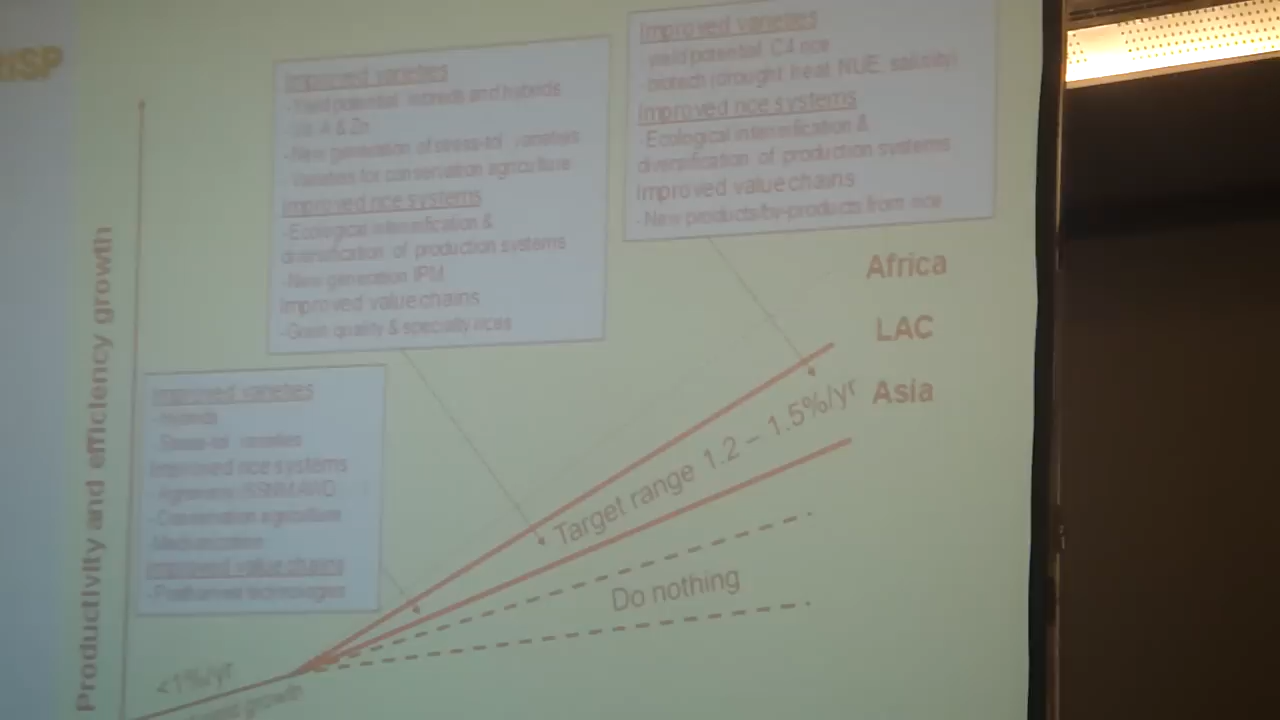 RISP
Improved varieties
- yield potential: C4 rice
- biotech (drought, heat, NUE, salinity)
Improved rice systems
- Ecological intensification &
diversification of production systems
Improved value chains
- New products/by-products from rice
Improved varieties
- Yield potential: inbreds and hybrids
& Zn
- New generation of stress-tol. varieties
- Varieties for conservation agriculture
Improved rice systems
- Ecological intensification &
diversification of production systems
- New generation IPM
Improved value chains
- Grain quality & specialty rices
Improved varieties
- Hybrids
- Stress-tol. varieties
Improved rice systems
- Conservation agriculture
- Mechanization
Improved value chains
- Postharvest technologies
Africa
LAC
Asia
Target range 1.2 – 1.5%/yr
Do nothing
<1%/yr
growth
Productivity and efficiency growth